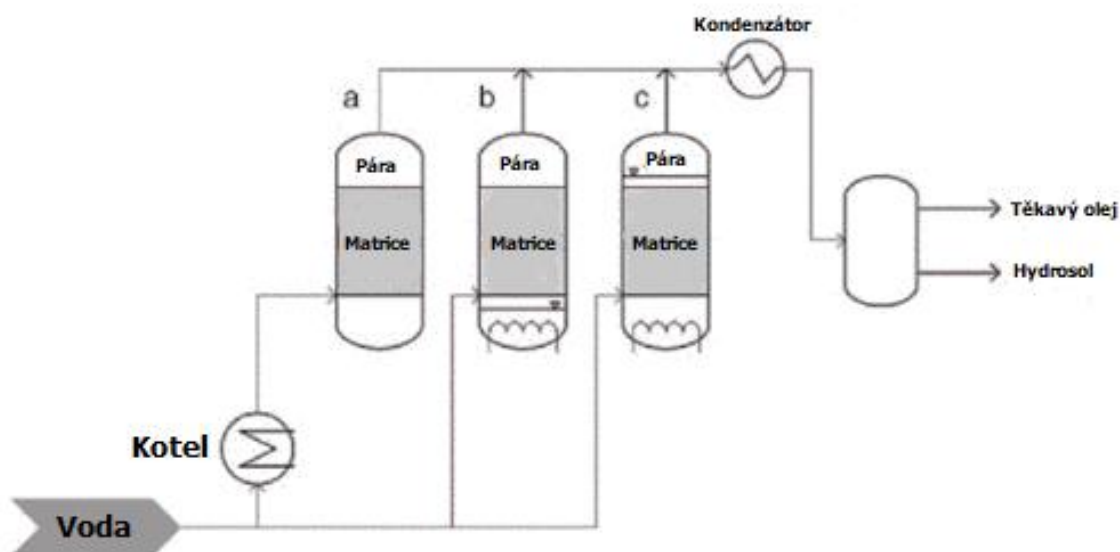 Kondenzátor
a
b
c
Pára
Pára
Pára
Těkavý olej
Matrice
Matrice
Matrice
Hydrosol
Kotel
Voda